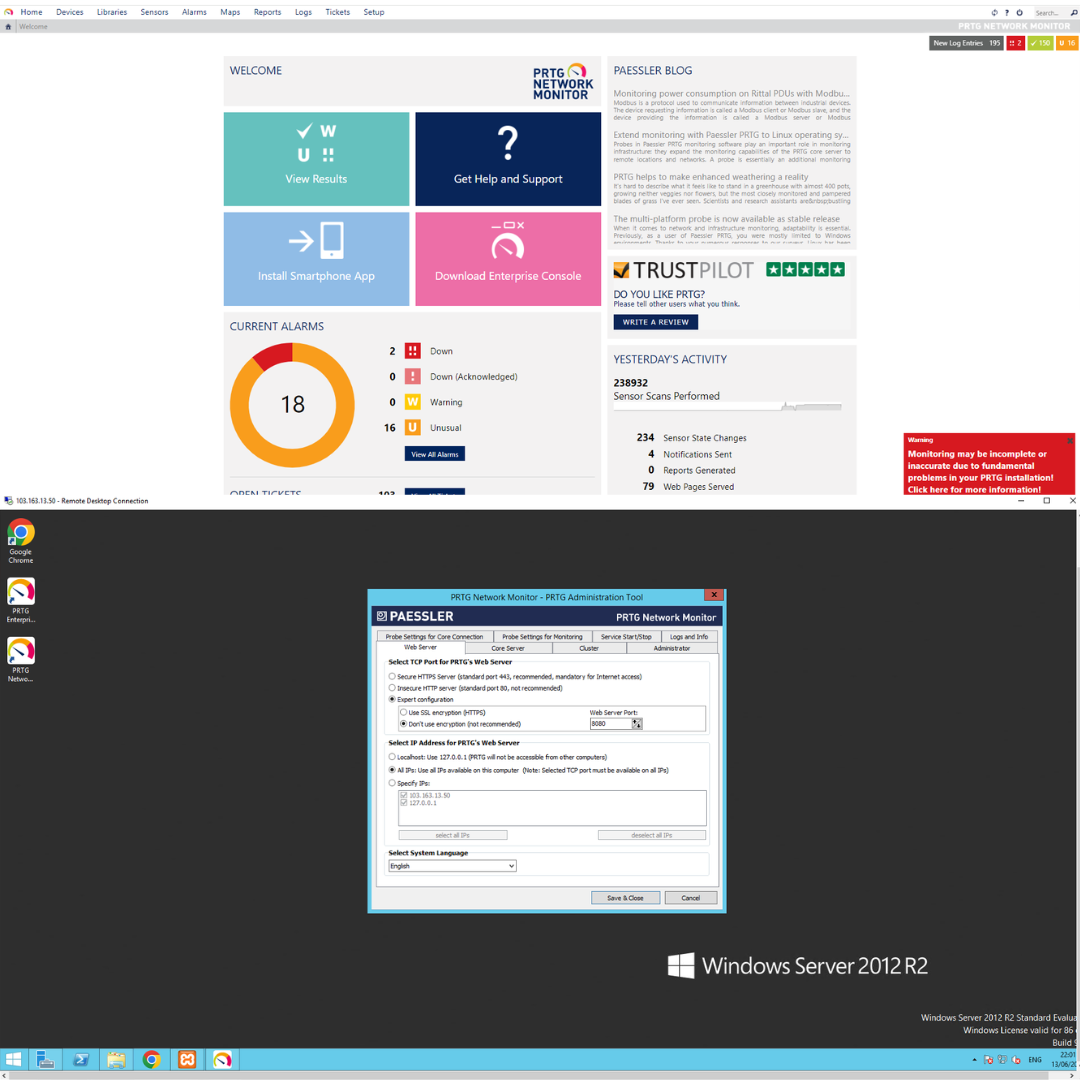 Home Devices Libraries Sensors Alarms Maps Reports Logs Tickets Setup ? Search...
Welcome
PRTG NETWORK MONITOR
New Log Entries 195 !! 2 ✓ 150 U 16
WELCOME
PRTG
NETWORK
MONITOR
W
U !!
View Results
?
Get Help and Support
Install Smartphone App
Download Enterprise Console
CURRENT ALARMS
18
2 !! Down
0 ! Down (Acknowledged)
0 W Warning
16 U Unusual
View All Alarms
OPEN TICKETS
PAESSLER BLOG
Monitoring power consumption on Rittal PDUs with Modbu...
Modbus is a protocol used to communicate information between industrial devices.
The device requesting information is called a Modbus client or Modbus slave, and the
device providing the information is called a Modbus server or Modbus
Extend monitoring with Paessler PRTG to Linux operating sy...
Probes in Paessler PRTG monitoring software play an important role in monitoring
infrastructure: they expand the monitoring capabilities of the PRTG core server to
remote locations and networks. A probe is essentially an additional monitoring
PRTG helps to make enhanced weathering a reality
It's hard to describe what it feels like to stand in a greenhouse with almost 400 pots,
growing neither veggies nor flowers, but the most closely monitored and pampered
blades of grass I've ever seen. Scientists and research assistants are&nbsp;bustling
The multi-platform probe is now available as stable release
When it comes to network and infrastructure monitoring, adaptability is essential.
Previously, as a user of Paessler PRTG, you were mostly limited to Windows
environments. Thanks to your numerous responses to our surveys, Linux has been
TRUSTPILOT
DO YOU LIKE PRTG?
Please tell other users what you think.
WRITE A REVIEW
YESTERDAY'S ACTIVITY
238932
Sensor Scans Performed
234 Sensor State Changes
4 Notifications Sent
0 Reports Generated
79 Web Pages Served
Warning
Monitoring may be incomplete or
inaccurate due to fundamental
problems in your PRTG installation!
Click here for more information!
103.163.13.50 - Remote Desktop Connection
Google
Chrome
PRTG
Enterpri...
PRTG
Netwo...
PRTG Network Monitor - PRTG Administration Tool
PAESSLER PRTG Network Monitor
Probe Settings for Core Connection Probe Settings for Monitoring Service Start/Stop Logs and Info
Web Server Core Server Cluster Administrator
Select TCP Port for PRTG's Web Server
Secure HTTPS Server (standard port 443, recommended, mandatory for Internet access)
Insecure HTTP server (standard port 80, not recommended)
Expert configuration
Use SSL encryption (HTTPS) Web Server Port:
Don't use encryption (not recommended) 8080
Select IP Address for PRTG's Web Server
Localhost: Use 127.0.0.1 (PRTG will not be accessible from other computers)
All IPs: Use all IPs available on this computer (Note: Selected TCP port must be available on all IPs)
Specify IPs:
103.163.13.50
127.0.0.1
select all IPs deselect all IPs
Select System Language
English
Save & Close Cancel
Windows Server 2012 R2
Windows Server 2012 R2 Standard Evalua
Windows License valid for 86
Build
ENG
22:01
13/06/20